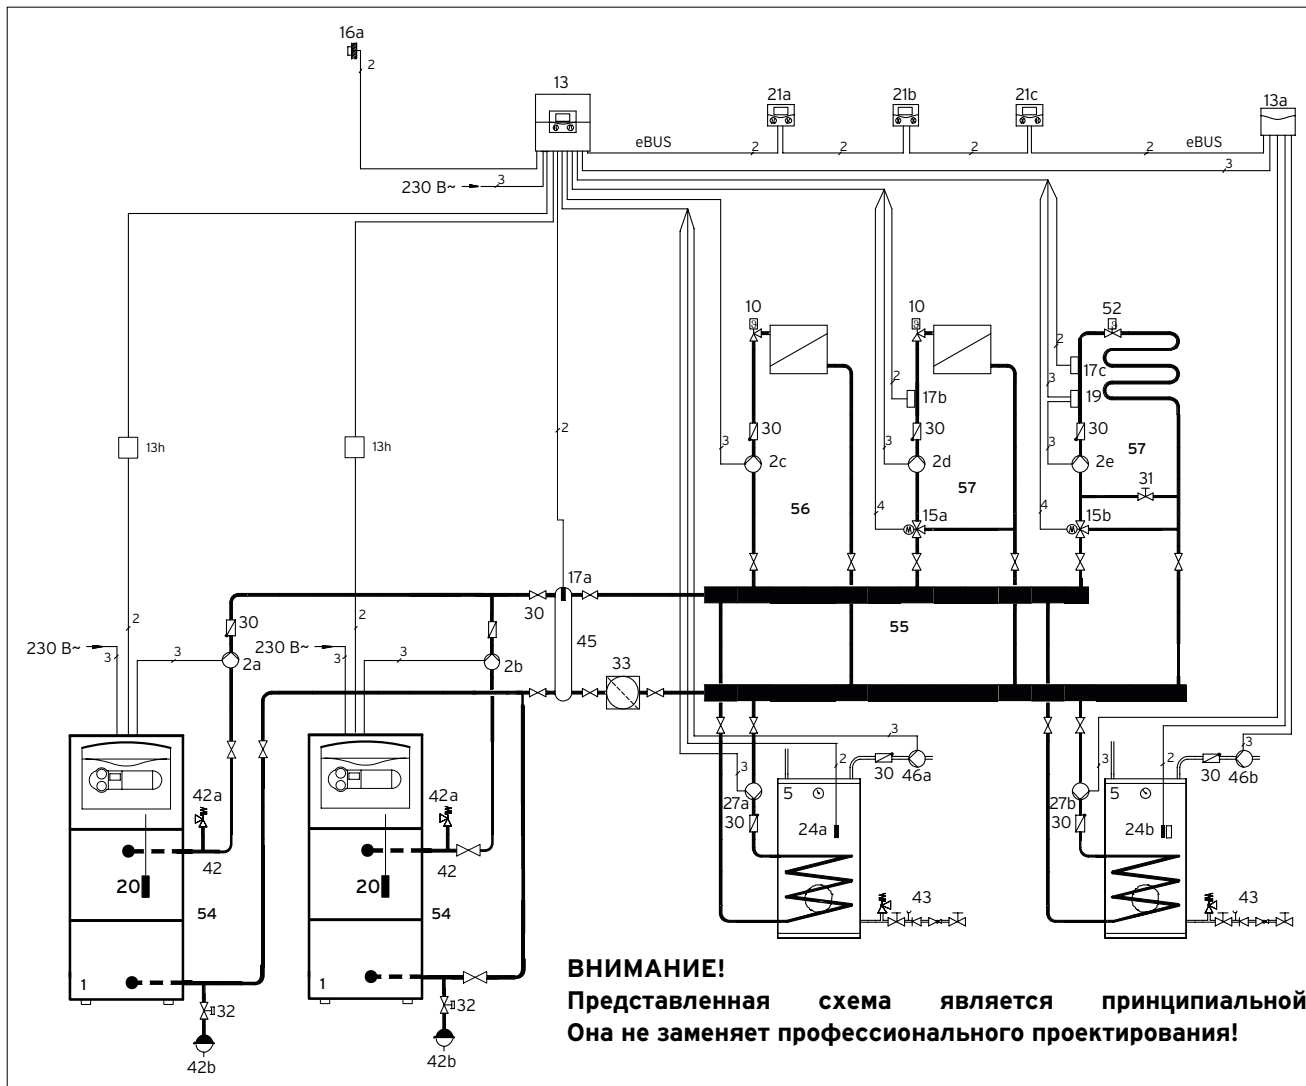 16a
2
13
21a
21b
21c
13a
eBUS
2
2
2
2
eBUS
3
230 В~
3
10
10
52
2
2
17c
3
19
17b
30
30
30
13h
13h
2
3
3
3
2c
2d
2e
57
57
31
56
4
4
15a
15b
17a
30
55
2
2
30
45
230 В~
3
3
230 В~
3
3
2a
2b
33
3
3
3
2
3
2
3
30
46a
30
46b
5
5
27a
27b
42a
42a
30
30
24a
24b
42
42
20
20
54
54
43
43
1
1
32
32
42b
42b
ВНИМАНИЕ!
Представленная схема является принципиальной
Она не заменяет профессионального проектирования!